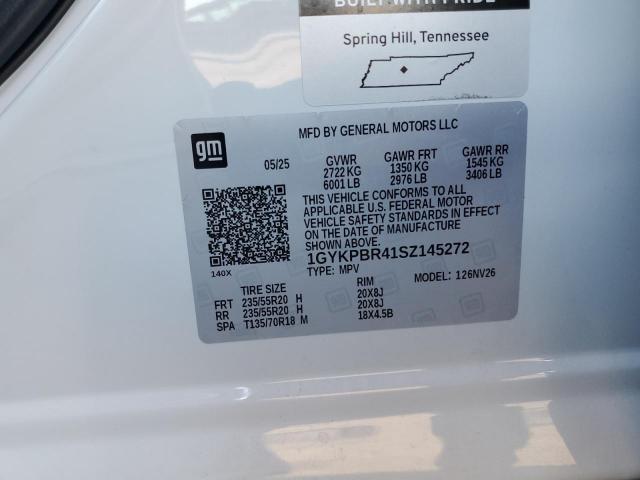 BUILT WITH PRIDE
Spring Hill, Tennessee
MFD BY GENERAL MOTORS LLC
gm
05/25 GVWR GAWR FRT GAWR RR
2722 KG 1350 KG 1545 KG
6001 LB 2976 LB 3406 LB
THIS VEHICLE CONFORMS TO ALL
APPLICABLE U.S. FEDERAL MOTOR
VEHICLE SAFETY STANDARDS IN EFFECT
ON THE DATE OF MANUFACTURE
SHOWN ABOVE.
1GYKPBR41SZ145272
140X
TYPE: MPV MODEL: 126NV26
TIRE SIZE RIM
FRT 235/55R20 H 20X8J
RR 235/55R20 H 20X8J
SPA T135/70R18 M 18X4.5B